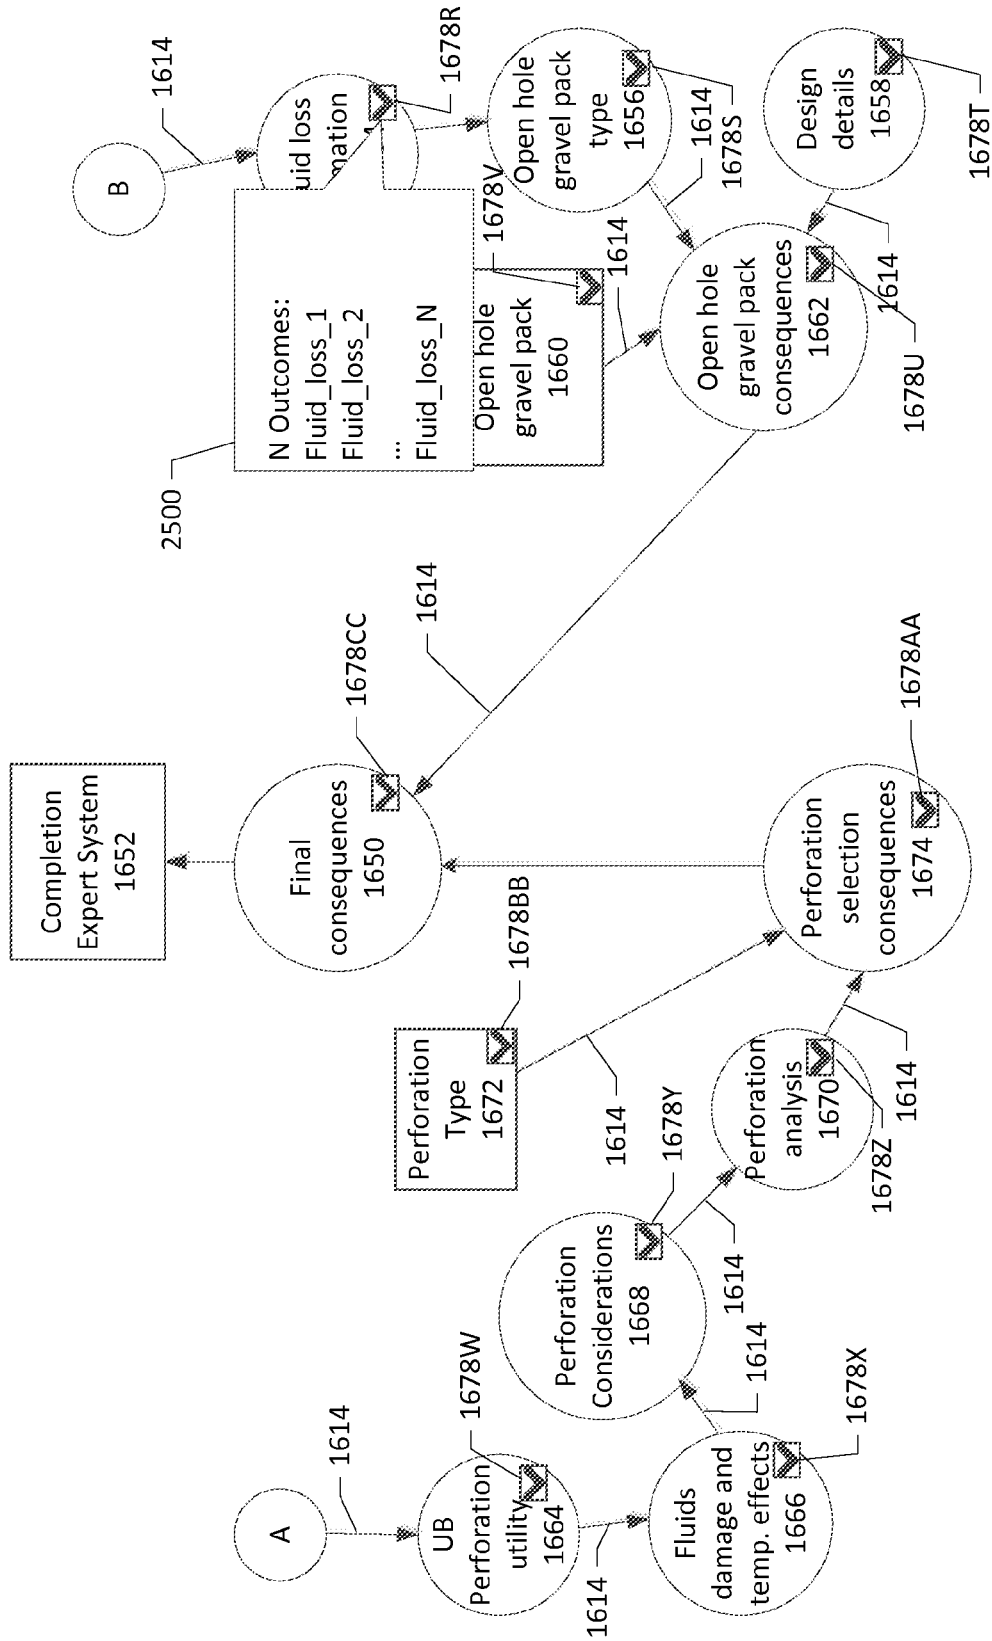 A
1614
UB
Perforation
utility
1664
1678W
1614
Fluids
damage and
temp. effects
1666
1678X
1614
Perforation
Considerations
1668
1678Y
1614
Perforation
analysis
1670
1678Z
1614
Perforation
Type
1672
1678BB
1614
Perforation
selection
consequences
1674
1678AA
Completion
Expert System
1652
Final
consequences
1650
1678CC
1614
2500
N Outcomes:
Fluid_loss_1
Fluid_loss_2
...
Fluid_loss_N
B
1614
uid loss
mation
1678R
Open hole
gravel pack
type
1656
1678S
1614
Open hole
gravel pack
1660
1678V
1614
Open hole
gravel pack
consequences
1662
1678U
Design
details
1658
1678T
1614